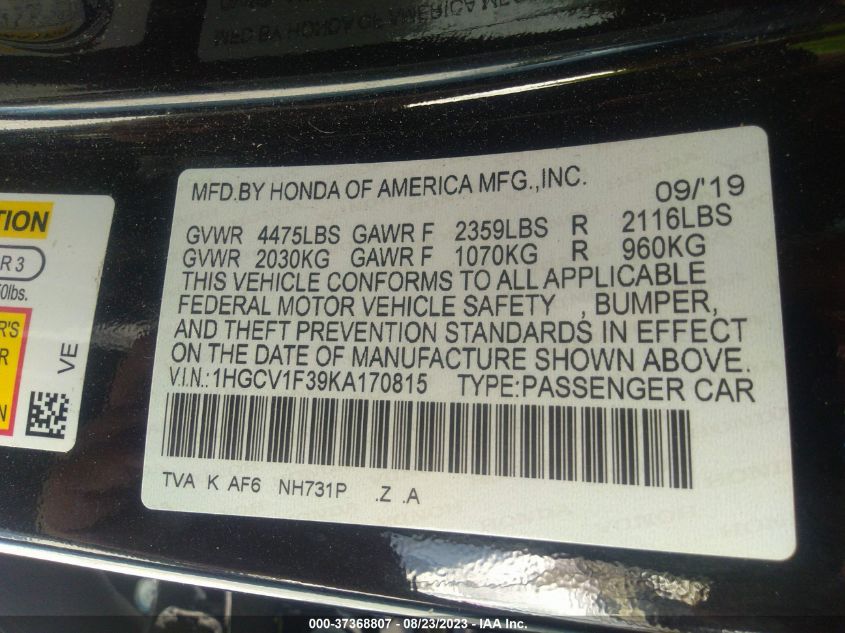 MFD.BY HONDA OF AMERICA MFG.,INC. 09/'19
GVWR 4475LBS GAWR F 2359LBS R 2116LBS
GVWR 2030KG GAWR F 1070KG R 960KG
THIS VEHICLE CONFORMS TO ALL APPLICABLE
FEDERAL MOTOR VEHICLE SAFETY , BUMPER,
AND THEFT PREVENTION STANDARDS IN EFFECT
ON THE DATE OF MANUFACTURE SHOWN ABOVE.
V.I.N.:1HGCV1F39KA170815 TYPE:PASSENGER CAR
TVA K AF6 NH731P .Z .A
TION
R 3
0lbs.
R'S
R
N
VE
000-37368807 - 08/23/2023 - IAA Inc.